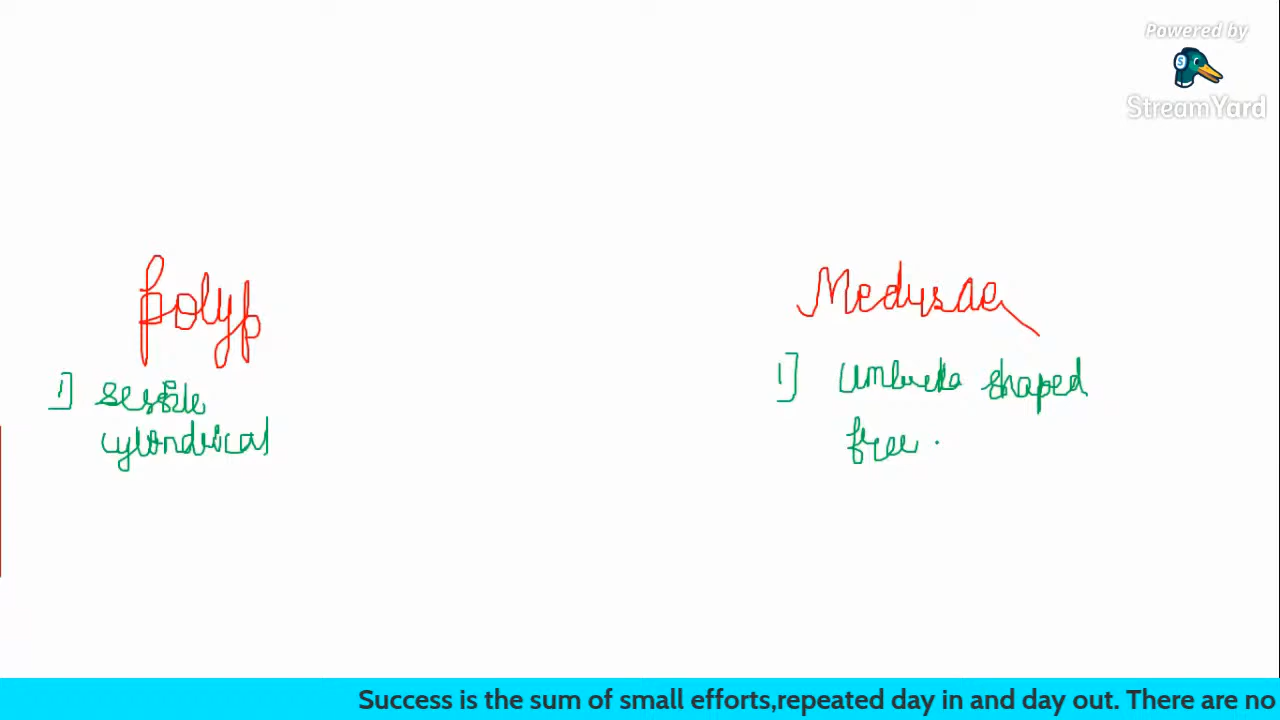 Powered by
StreamYard
Polyp
Medusae
1] sessile
cylindrical
1] umbrella shaped
free.
Success is the sum of small efforts,repeated day in and day out. There are no